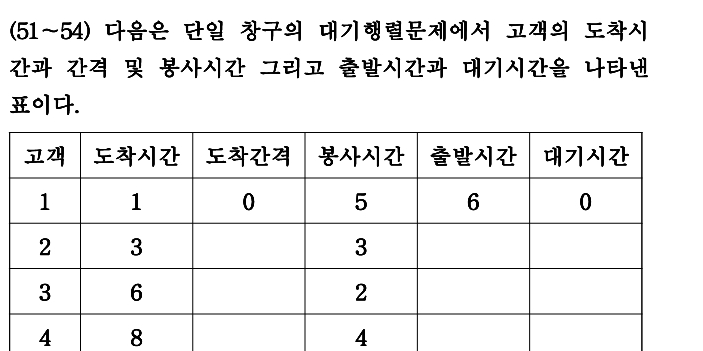 (51~54) 다음은 단일 창구의 대기행렬문제에서 고객의 도착시
간과 간격 및 봉사시간 그리고 출발시간과 대기시간을 나타낸
표이다.
고객 도착시간 도착간격 봉사시간 출발시간 대기시간
1 1 0 5 6 0
2 3 3
3 6 2
4 8 4